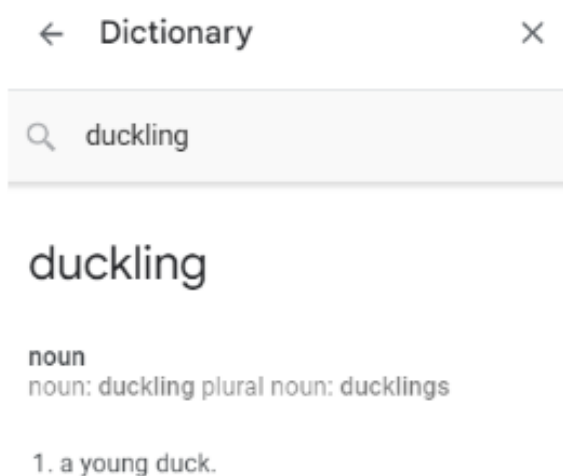 Dictionary
duckling
duckling
noun
noun: duckling plural noun: ducklings
1. a young duck.